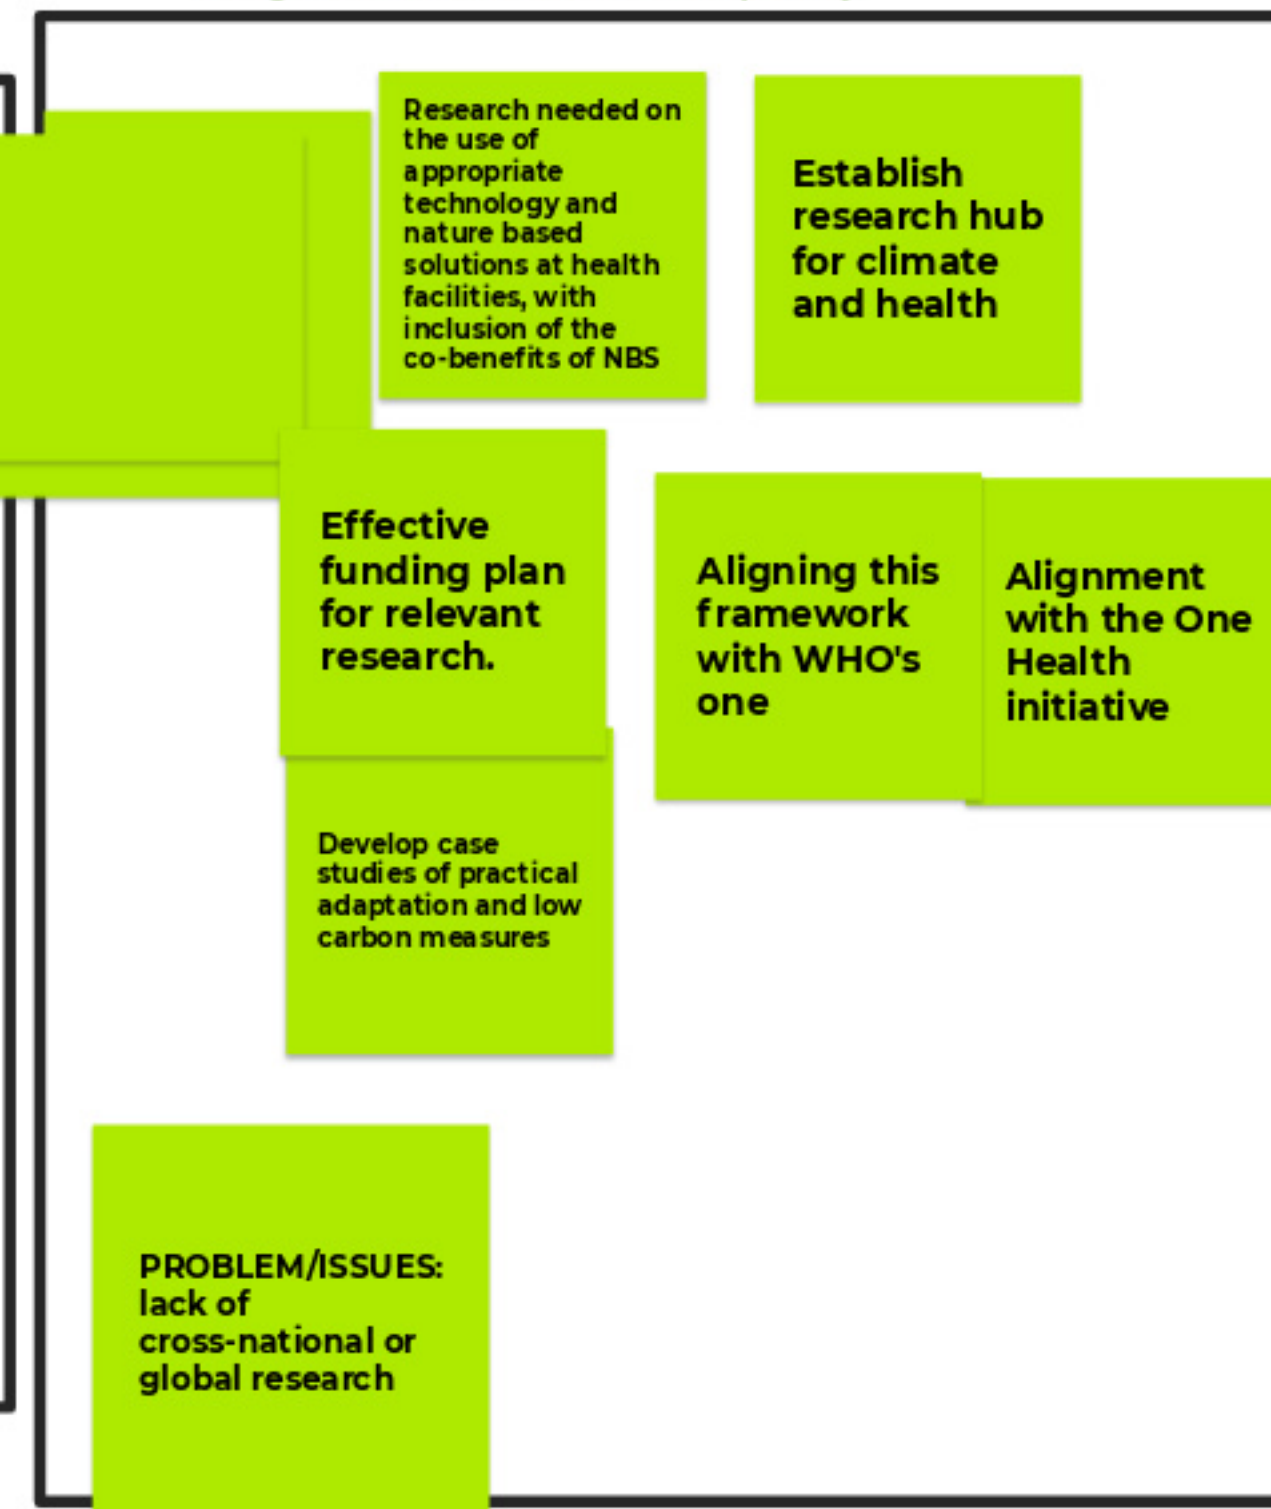 Research needed on
the use of
appropriate
technology and
nature based
solutions at health
facilities, with
inclusion of the
co-benefits of NBS
Establish
research hub
for climate
and health
Effective
funding plan
for relevant
research.
Aligning this
framework
with WHO's
one
Alignment
with the One
Health
initiative
Develop case
studies of practical
adaptation and low
carbon measures
PROBLEM/ISSUES:
lack of
cross-national or
global research